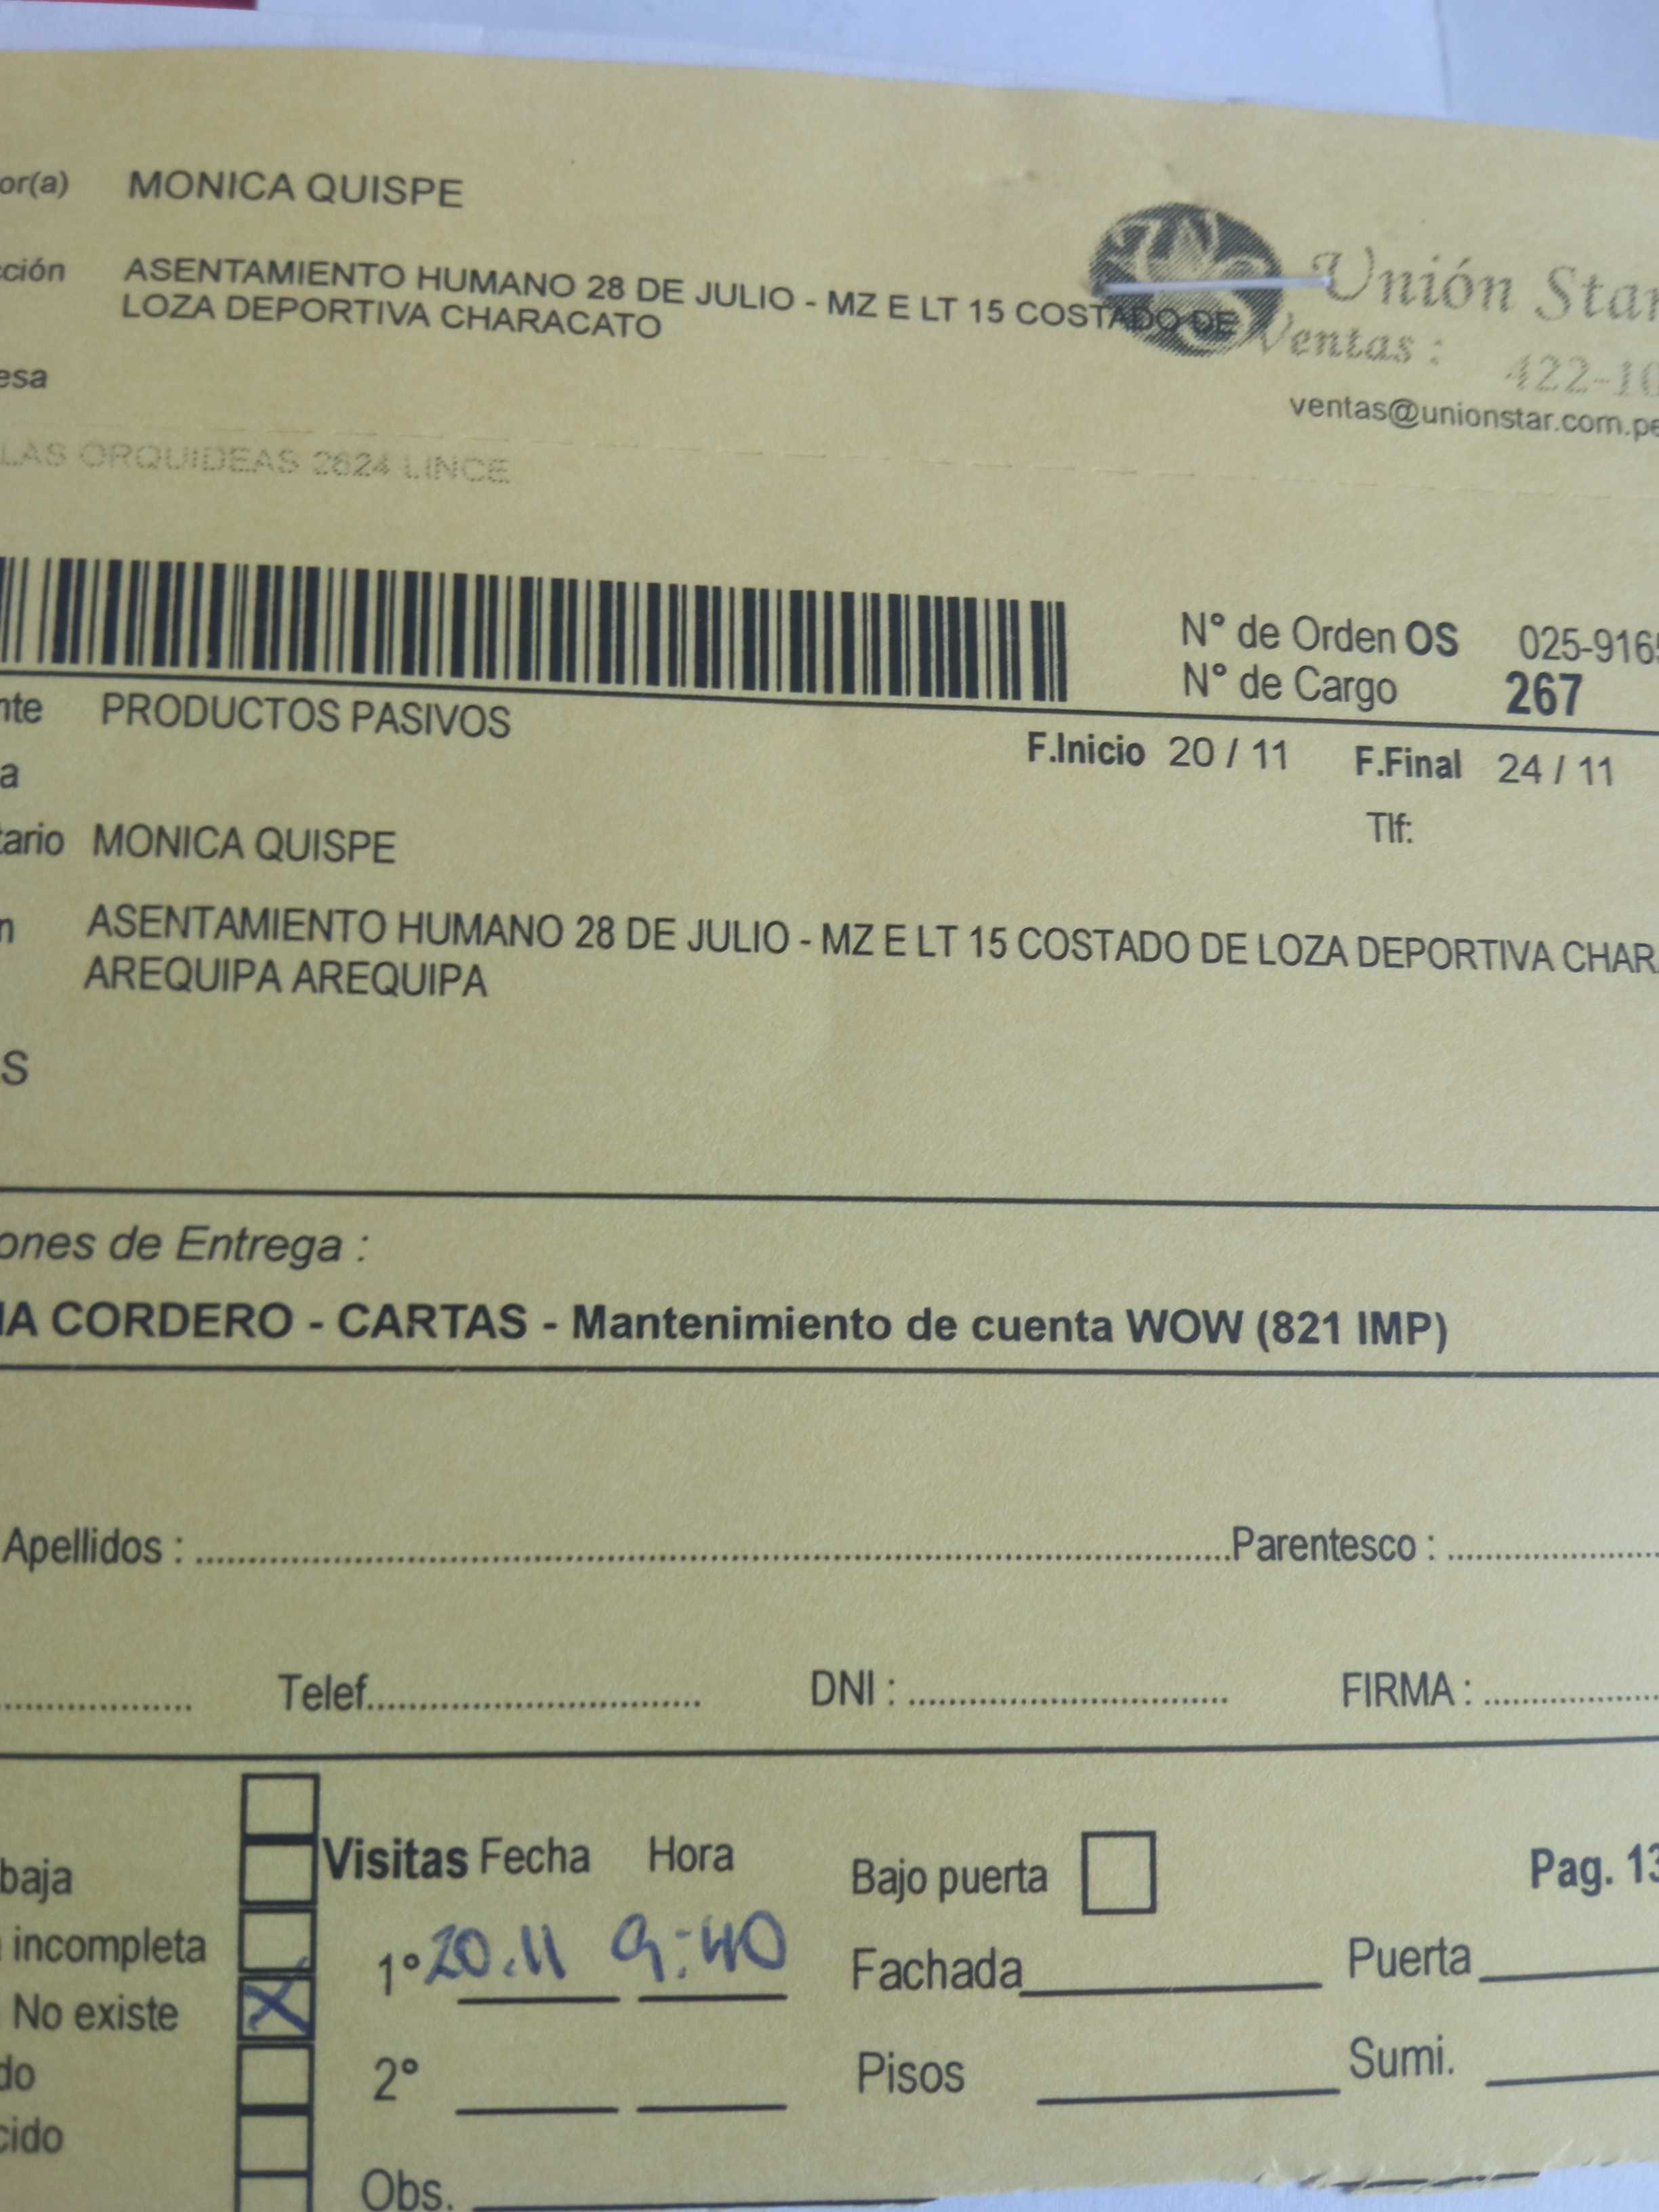 or(a) MONICA QUISPE
cción ASENTAMIENTO HUMANO 28 DE JULIO - MZ E LT 15 COSTADO DE
LOZA DEPORTIVA CHARACATO
esa
Unión Star
Ventas : 422-10
ventas@unionstar.com.pe
LAS ORQUIDEAS 2624 LINCE
N° de Orden OS 025-916
N° de Cargo 267
nte PRODUCTOS PASIVOS
F.Inicio 20 / 11 F.Final 24 / 11
a
Tlf:
tario MONICA QUISPE
n ASENTAMIENTO HUMANO 28 DE JULIO - MZ E LT 15 COSTADO DE LOZA DEPORTIVA CHAR
AREQUIPA AREQUIPA
S
ones de Entrega :
IA CORDERO - CARTAS - Mantenimiento de cuenta WOW (821 IMP)
Apellidos : Parentesco :
Telef. DNI : FIRMA :
Visitas Fecha Hora
baja
Bajo puerta
Pag. 13
incompleta
1° 20.11 9:40
Fachada Puerta
No existe X
do
2°
Pisos Sumi.
cido
Obs.